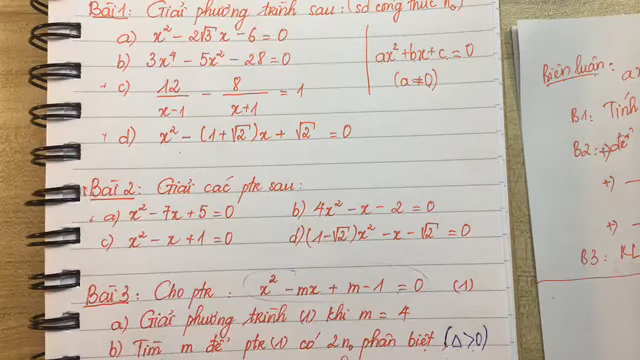 Bài 1: Giải phương trình sau: (sd công thức no)
a) x² - 2√3 x - 6 = 0
b) 3x⁴ - 5x² - 28 = 0
ax² + bx + c = 0
(a ≠ 0)
c) 12/(x-1) - 8/(x+1) = 1
d) x² - (1+√2)x + √2 = 0
Bài 2: Giải các ptr sau:
a) x² - 7x + 5 = 0 b) 4x² - x - 2 = 0
c) x² - x + 1 = 0 d) (1-√2)x² - x - √2 = 0
Bài 3: Cho ptr: x² - mx + m - 1 = 0 (1)
a) Giải phương trình (1) khi m = 4
b) Tìm m để ptr (1) có 2 no phân biệt (Δ>0)
Biện luận:
B1: Tính
B2: +) để
+) –
+) –
B3: KL